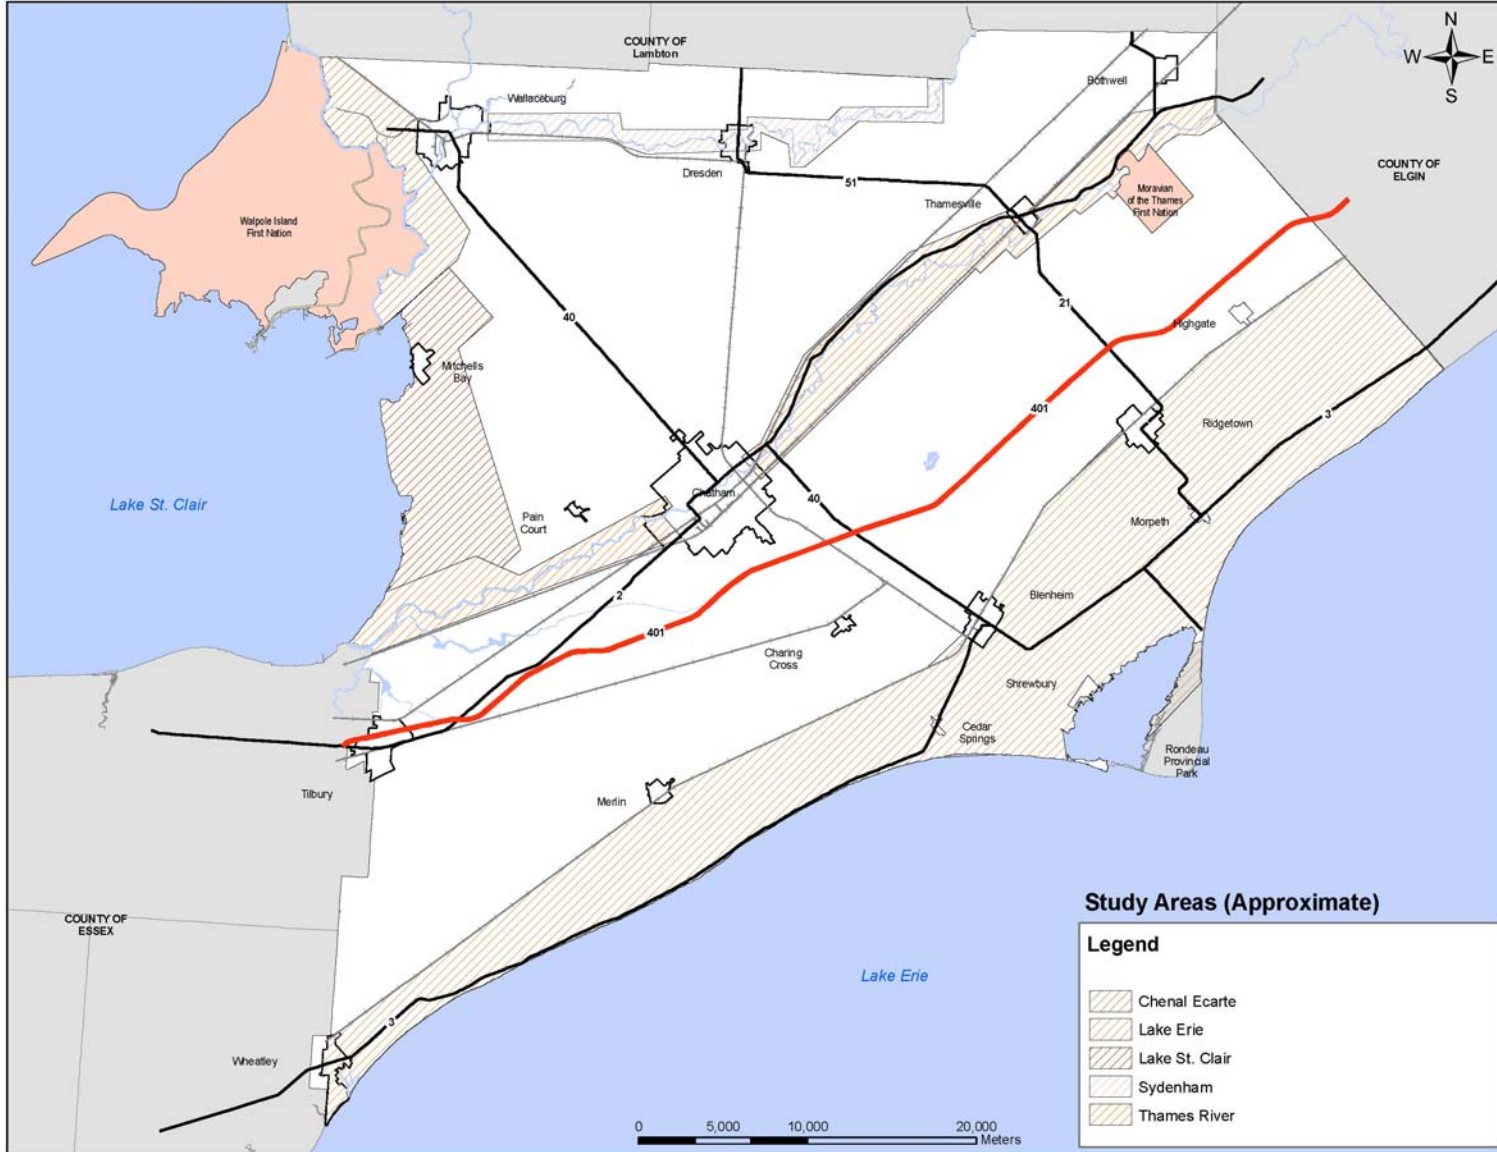 N
W E
S
COUNTY OF
Lambton
Bothwell
Wallaceburg
Dresden
51
COUNTY OF
ELGIN
Moravian
of the Thames
First Nation
Thamesville
Walpole Island
First Nation
21
40
Highgate
Mitchells
Bay
401
3
Ridgetown
Lake St. Clair
Chatham
40
Pain
Court
Morpeth
2
Blenheim
401
Charing
Cross
Shrewbury
Cedar
Springs
Rondeau
Provincial
Park
Tilbury
Merlin
COUNTY OF
ESSEX
Lake Erie
3
Wheatley
Study Areas (Approximate)
Legend
Chenal Ecarte
Lake Erie
Lake St. Clair
Sydenham
Thames River
0 5,000 10,000 20,000
Meters